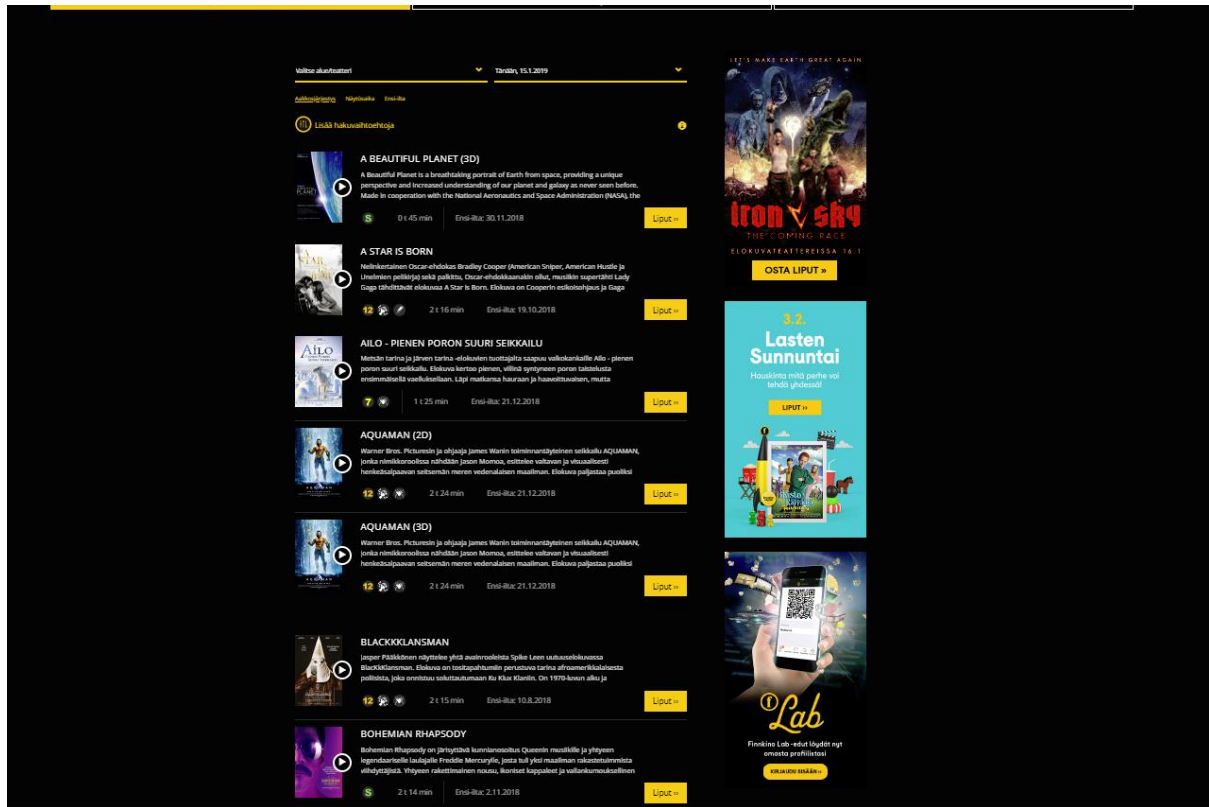 Valitse alue/teatteri
Tänään, 15.1.2019
Aakkosjärjestys Näytösaika Ensi-ilta
Lisää hakuvaihtoehtoja
A BEAUTIFUL PLANET (3D)
A Beautiful Planet is a breathtaking portrait of Earth from space, providing a unique
perspective and increased understanding of our planet and galaxy as never seen before.
Made in cooperation with the National Aeronautics and Space Administration (NASA), the
S 0 t 45 min Ensi-ilta: 30.11.2018 Liput »
A STAR IS BORN
Nelinkertainen Oscar-ehdokas Bradley Cooper (American Sniper, American Hustle ja
Unelmien pelikirja) sekä palkittu, Oscar-ehdokkaanakin ollut, musiikin supertähti Lady
Gaga tähdittävät elokuvaa A Star Is Born. Elokuva on Cooperin esikoisohjaus ja Gaga
12 2 t 16 min Ensi-ilta: 19.10.2018 Liput »
AILO - PIENEN PORON SUURI SEIKKAILU
Metsän tarina ja Järven tarina -elokuvien tuottajalta saapuu valkokankaille Ailo - pienen
poron suuri seikkailu. Elokuva kertoo pienen, villinä syntyneen poron taistelusta
ensimmäisellä vaelluksellaan. Läpi matkansa hauraan ja haavoittuvaisen, mutta
7 1 t 25 min Ensi-ilta: 21.12.2018 Liput »
AQUAMAN (2D)
Warner Bros. Picturesin ja ohjaaja James Wanin toiminnantäyteinen seikkailu AQUAMAN,
jonka nimikkoroolissa nähdään Jason Momoa, esittelee valtavan ja visuaalisesti
henkeäsalpaavan seitsemän meren vedenalaisen maailman. Elokuva paljastaa puoliksi
12 2 t 24 min Ensi-ilta: 21.12.2018 Liput »
AQUAMAN (3D)
Warner Bros. Picturesin ja ohjaaja James Wanin toiminnantäyteinen seikkailu AQUAMAN,
jonka nimikkoroolissa nähdään Jason Momoa, esittelee valtavan ja visuaalisesti
henkeäsalpaavan seitsemän meren vedenalaisen maailman. Elokuva paljastaa puoliksi
12 2 t 24 min Ensi-ilta: 21.12.2018 Liput »
BLACKKKLANSMAN
Jasper Pääkkönen näyttelee yhtä avainrooleista Spike Leen uutuuselokuvassa
BlacKkKlansman. Elokuva on tositapahtumiin perustuva tarina afroamerikkalaisesta
poliisista, joka onnistuu soluttautumaan Ku Klux Klaniin. On 1970-luvun alku ja
12 2 t 15 min Ensi-ilta: 10.8.2018 Liput »
BOHEMIAN RHAPSODY
Bohemian Rhapsody on järisyttävä kunnianosoitus Queenin musiikille ja yhtyeen
legendaariselle laulajalle Freddie Mercurylle, josta tuli yksi maailman rakastetuimmista
viihdyttäjistä. Yhtyeen rakettimainen nousu, ikoniset kappaleet ja vallankumouksellinen
S 2 t 14 min Ensi-ilta: 2.11.2018 Liput »
LET'S MAKE EARTH GREAT AGAIN
iron sky
THE COMING RACE
ELOKUVATEATTEREISSA 16.1
OSTA LIPUT »
3.2.
Lasten
Sunnuntai
Hauskinta mitä perhe voi
tehdä yhdessä!
LIPUT »
f Lab
Finnkino Lab -edut löydät nyt
omasta profiilistasi
KIRJAUDU SISÄÄN »